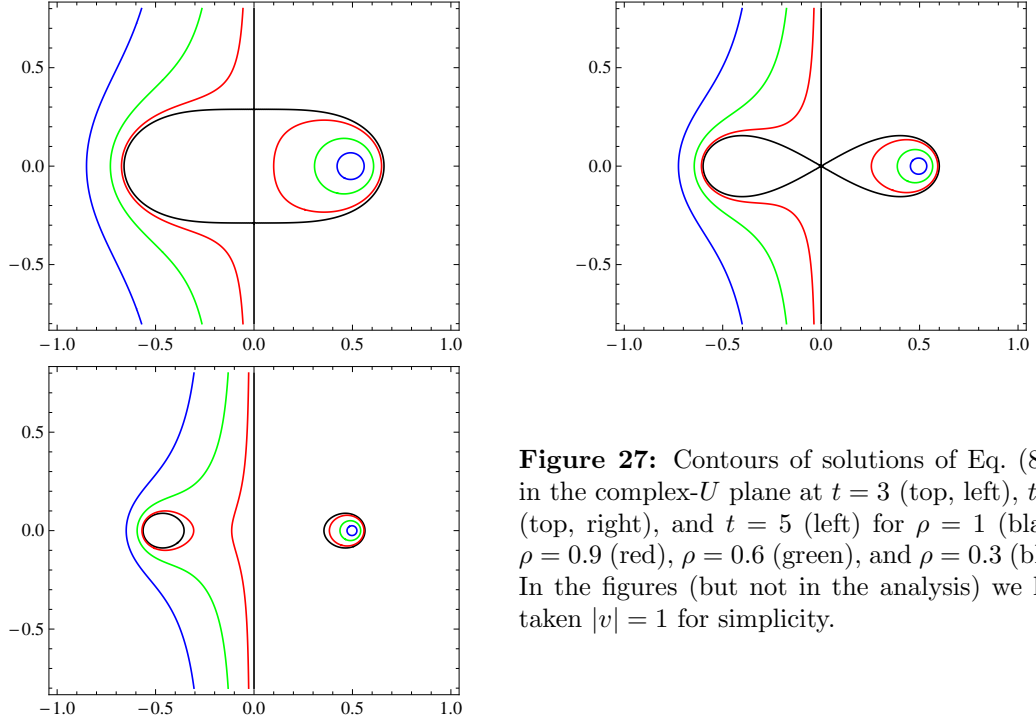 0.5
0.0
−0.5
−1.0 −0.5 0.0 0.5 1.0
0.5
0.0
−0.5
−1.0 −0.5 0.0 0.5 1.0
0.5
0.0
−0.5
−1.0 −0.5 0.0 0.5 1.0
Figure 27: Contours of solutions of Eq. (8
in the complex-U plane at t = 3 (top, left), t
(top, right), and t = 5 (left) for ρ = 1
ρ = 0.9 (red), ρ = 0.6 (green), and ρ = 0.3
In the figures (but not in the analysis) we
taken |v| = 1 for simplicity.